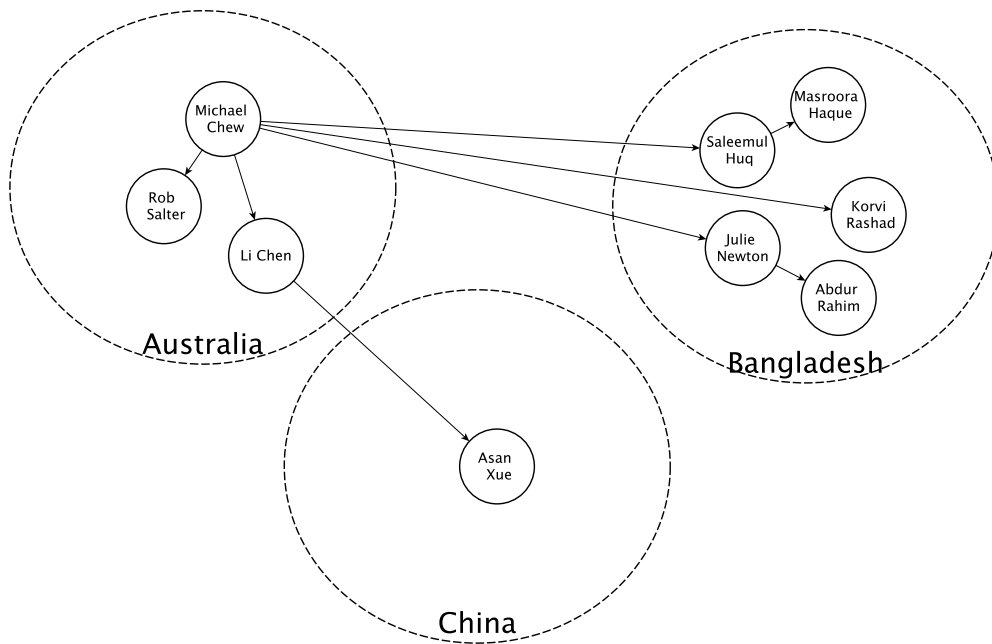 Michael
Chew
Rob
Salter
Li Chen
Australia
Masroora
Haque
Saleemul
Huq
Korvi
Rashad
Julie
Newton
Abdur
Rahim
Bangladesh
Asan
Xue
China